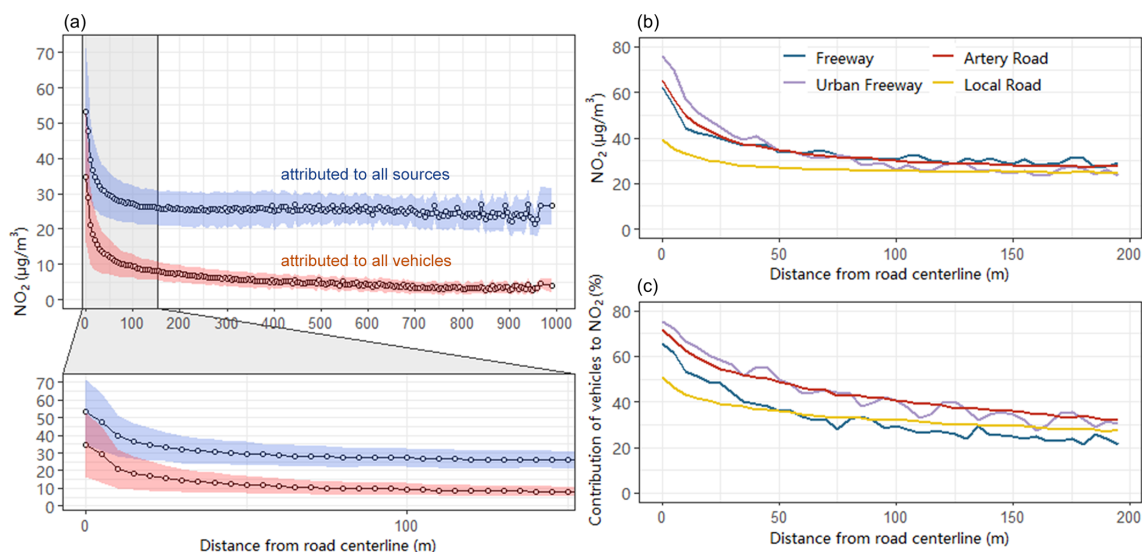 (a)
NO₂ (μg/m³)
70
60
50
40
30
20
10
0
attributed to all sources
attributed to all vehicles
0 100 200 300 400 500 600 700 800 900 1000
70
60
50
40
30
20
10
0
0 100
Distance from road centerline (m)
(b)
NO₂ (μg/m³)
80
60
40
20
0
Freeway Artery Road
Urban Freeway Local Road
0 50 100 150 200
Distance from road centerline (m)
(c)
Contribution of vehicles to NO₂ (%)
80
60
40
20
0
0 50 100 150 200
Distance from road centerline (m)